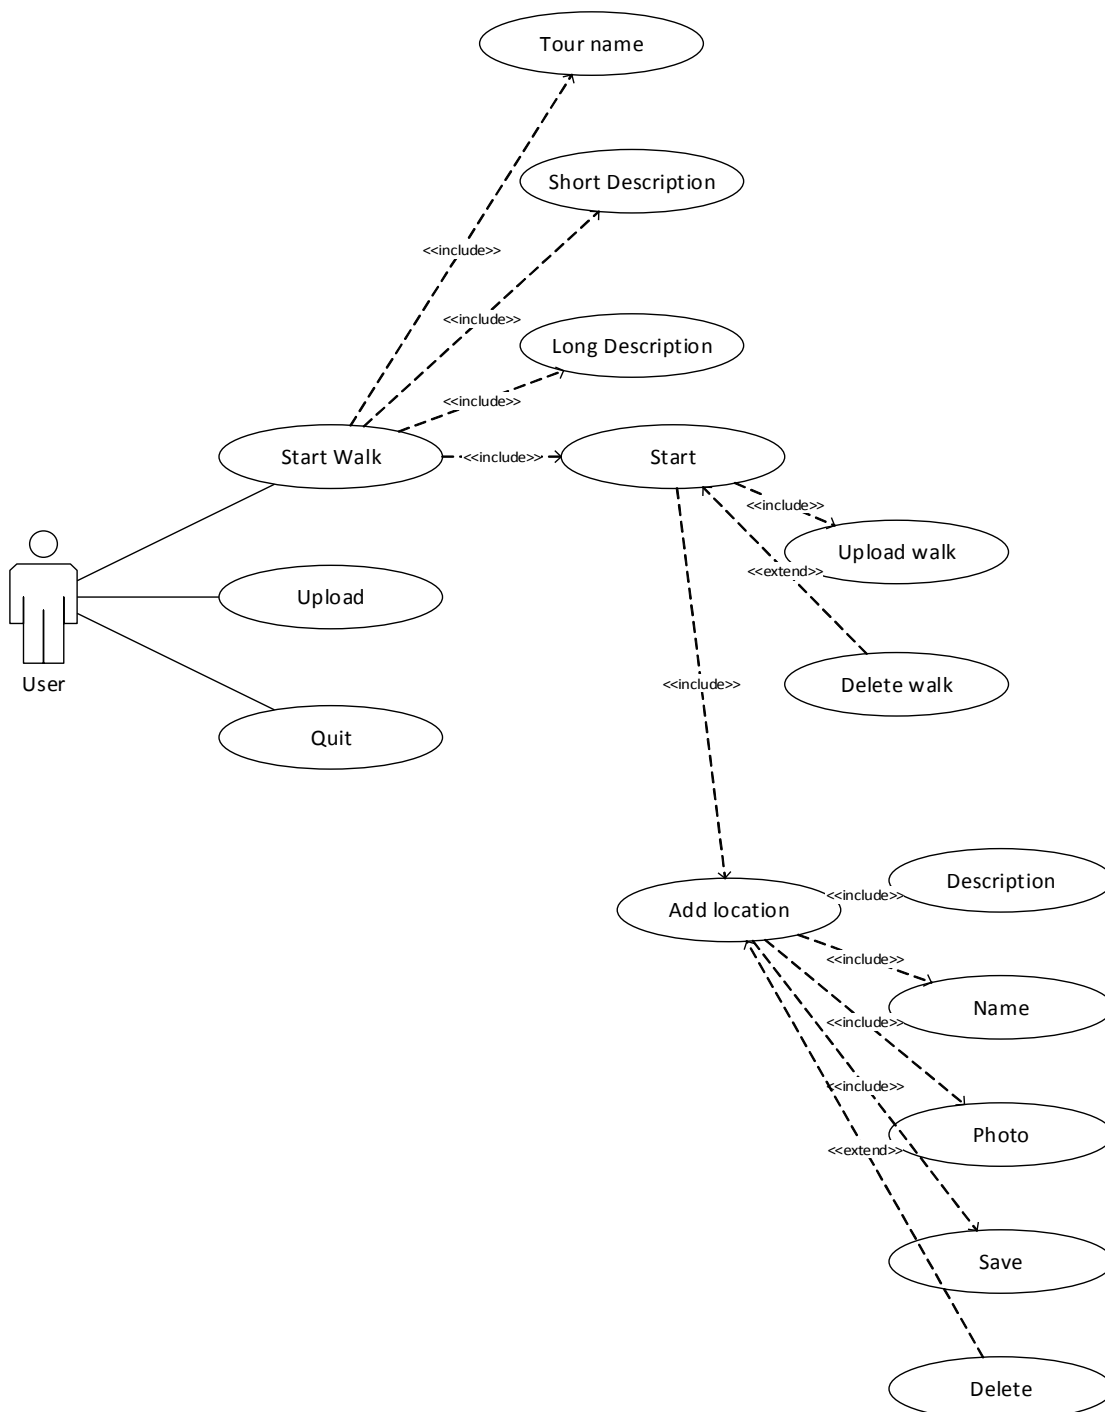 Tour name
Short Description
<<include>>
<<include>>
Long Description
<<include>>
Start Walk
<<include>>
Start
<<include>>
Upload walk
<<extend>>
Upload
User
<<include>>
Delete walk
Quit
Description
<<include>>
Add location
<<include>>
Name
<<include>>
<<include>>
Photo
<<extend>>
Save
Delete